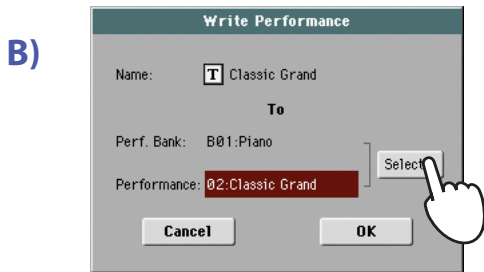 B)
Write Performance
Name: T Classic Grand
To
Perf. Bank: B01:Piano
Select
Performance: 02:Classic Grand
Cancel OK